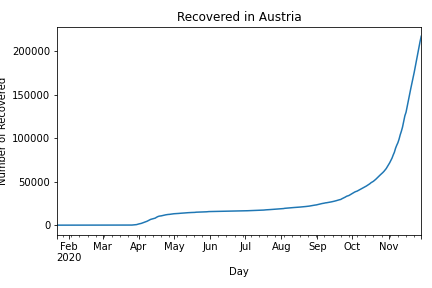 Recovered in Austria
Number of Recovered
200000
150000
100000
50000
0
Feb Mar Apr May Jun Jul Aug Sep Oct Nov
2020
Day